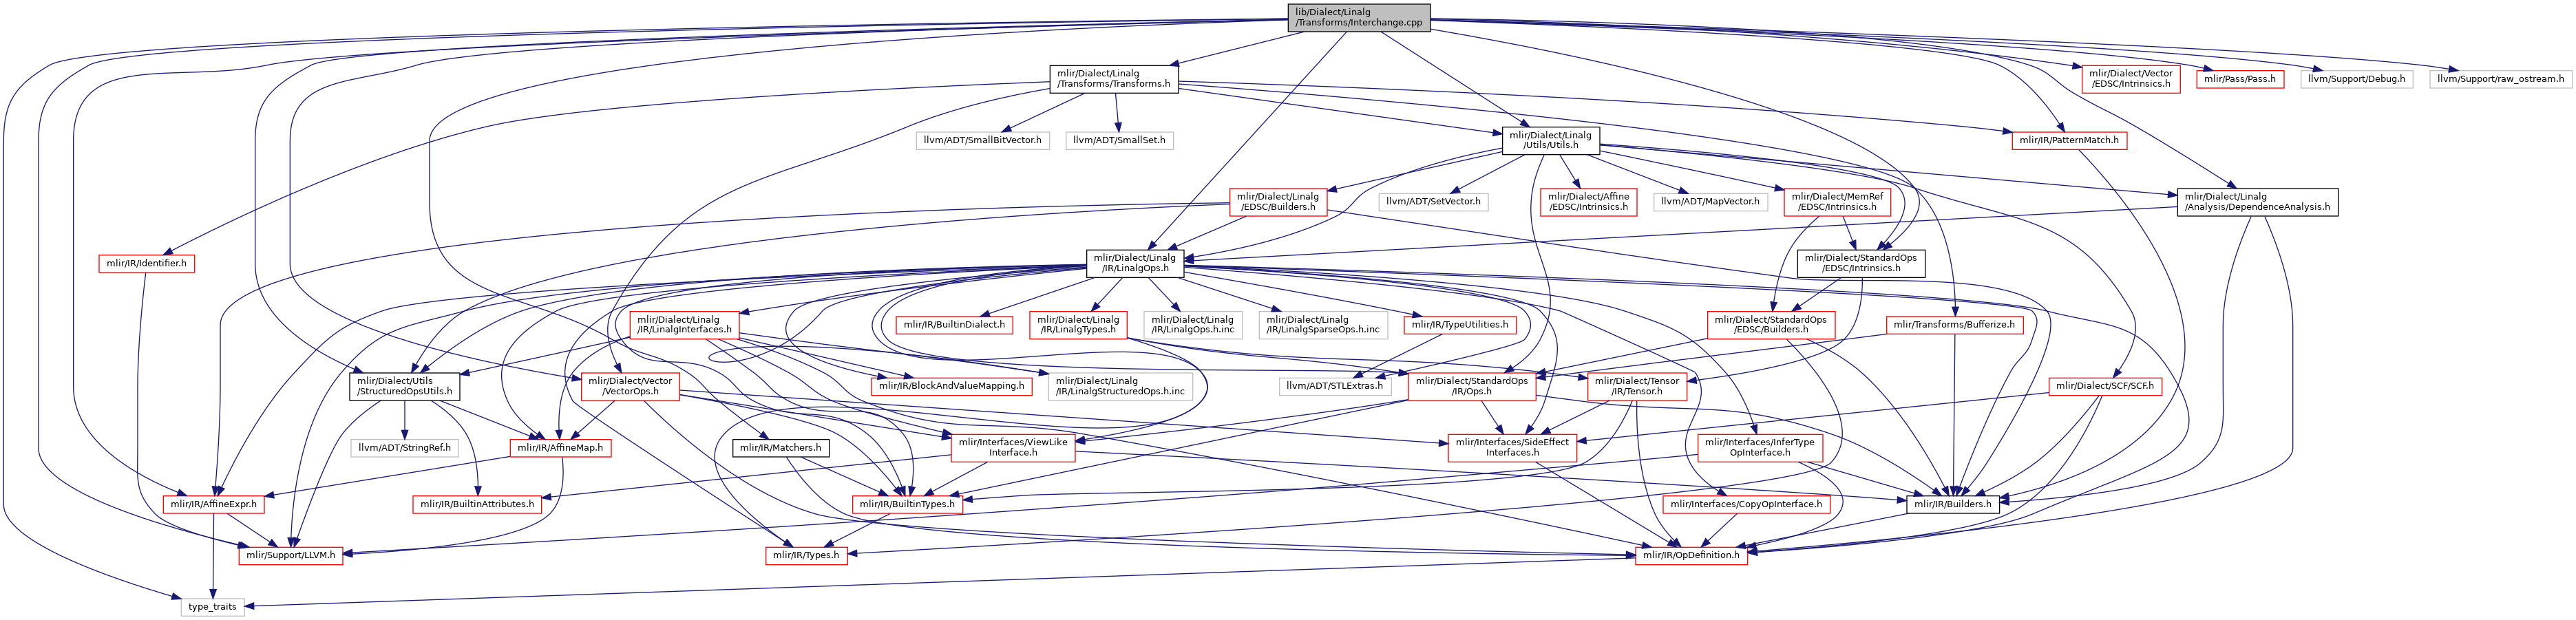 lib/Dialect/Linalg
/Transforms/Interchange.cpp
mlir/Dialect/Linalg
/Transforms/Transforms.h
mlir/Dialect/Vector
/EDSC/Intrinsics.h
mlir/Pass/Pass.h
llvm/Support/Debug.h
llvm/Support/raw_ostream.h
llvm/ADT/SmallBitVector.h
llvm/ADT/SmallSet.h
mlir/Dialect/Linalg
/Utils/Utils.h
mlir/IR/PatternMatch.h
mlir/Dialect/Linalg
/EDSC/Builders.h
llvm/ADT/SetVector.h
mlir/Dialect/Affine
/EDSC/Intrinsics.h
llvm/ADT/MapVector.h
mlir/Dialect/MemRef
/EDSC/Intrinsics.h
mlir/Dialect/Linalg
/Analysis/DependenceAnalysis.h
mlir/IR/Identifier.h
mlir/Dialect/Linalg
/IR/LinalgOps.h
mlir/Dialect/StandardOps
/EDSC/Intrinsics.h
mlir/Dialect/Linalg
/IR/LinalgInterfaces.h
mlir/IR/BuiltinDialect.h
mlir/Dialect/Linalg
/IR/LinalgTypes.h
mlir/Dialect/Linalg
/IR/LinalgOps.h.inc
mlir/Dialect/Linalg
/IR/LinalgSparseOps.h.inc
mlir/IR/TypeUtilities.h
mlir/Dialect/StandardOps
/EDSC/Builders.h
mlir/Transforms/Bufferize.h
mlir/Dialect/Utils
/StructuredOpsUtils.h
mlir/Dialect/Vector
/VectorOps.h
mlir/IR/BlockAndValueMapping.h
mlir/Dialect/Linalg
/IR/LinalgStructuredOps.h.inc
llvm/ADT/STLExtras.h
mlir/Dialect/StandardOps
/IR/Ops.h
mlir/Dialect/Tensor
/IR/Tensor.h
mlir/Dialect/SCF/SCF.h
llvm/ADT/StringRef.h
mlir/IR/AffineMap.h
mlir/IR/Matchers.h
mlir/Interfaces/ViewLike
Interface.h
mlir/Interfaces/SideEffect
Interfaces.h
mlir/Interfaces/InferType
OpInterface.h
mlir/IR/AffineExpr.h
mlir/IR/BuiltinAttributes.h
mlir/IR/BuiltinTypes.h
mlir/Interfaces/CopyOpInterface.h
mlir/IR/Builders.h
mlir/Support/LLVM.h
mlir/IR/Types.h
mlir/IR/OpDefinition.h
type_traits